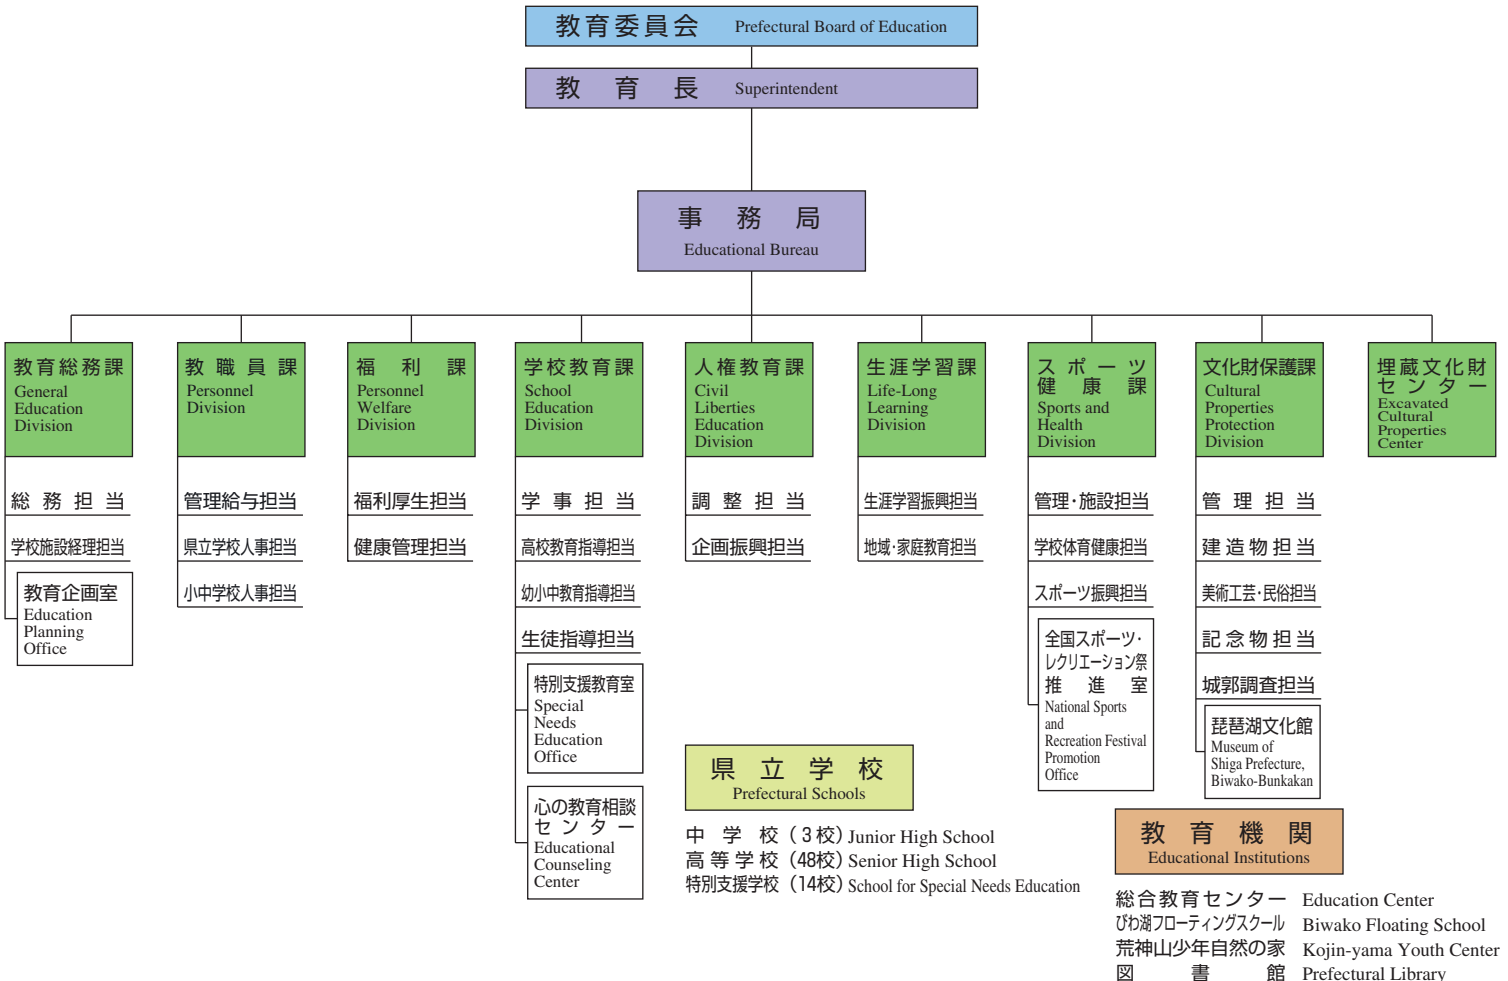 教育委員会 Prefectural Board of Education
教育長 Superintendent
事務局
Educational Bureau
教育総務課
General
Education
Division
総務担当
学校施設経理担当
教育企画室
Education
Planning
Office
教職員課
Personnel
Division
管理給与担当
県立学校人事担当
小中学校人事担当
福利課
Personnel
Welfare
Division
福利厚生担当
健康管理担当
学校教育課
School
Education
Division
学事担当
高校教育指導担当
幼小中教育指導担当
生徒指導担当
特別支援教育室
Special
Needs
Education
Office
心の教育相談
センター
Educational
Counseling
Center
人権教育課
Civil
Liberties
Education
Division
調整担当
企画振興担当
生涯学習課
Life-Long
Learning
Division
生涯学習振興担当
地域・家庭教育担当
スポーツ
健康課
Sports and
Health
Division
管理・施設担当
学校体育健康担当
スポーツ振興担当
全国スポーツ・
レクリエーション祭
推進室
National Sports
and
Recreation Festival
Promotion
Office
文化財保護課
Cultural
Properties
Protection
Division
管理担当
建造物担当
美術工芸・民俗担当
記念物担当
城郭調査担当
琵琶湖文化館
Museum of
Shiga Prefecture,
Biwako-Bunkakan
埋蔵文化財
センター
Excavated
Cultural
Properties
Center
県立学校
Prefectural Schools
中学校(3校) Junior High School
高等学校(48校) Senior High School
特別支援学校(14校) School for Special Needs Education
教育機関
Educational Institutions
総合教育センター Education Center
びわ湖フローティングスクール Biwako Floating School
荒神山少年自然の家 Kojin-yama Youth Center
図書館 Prefectural Library